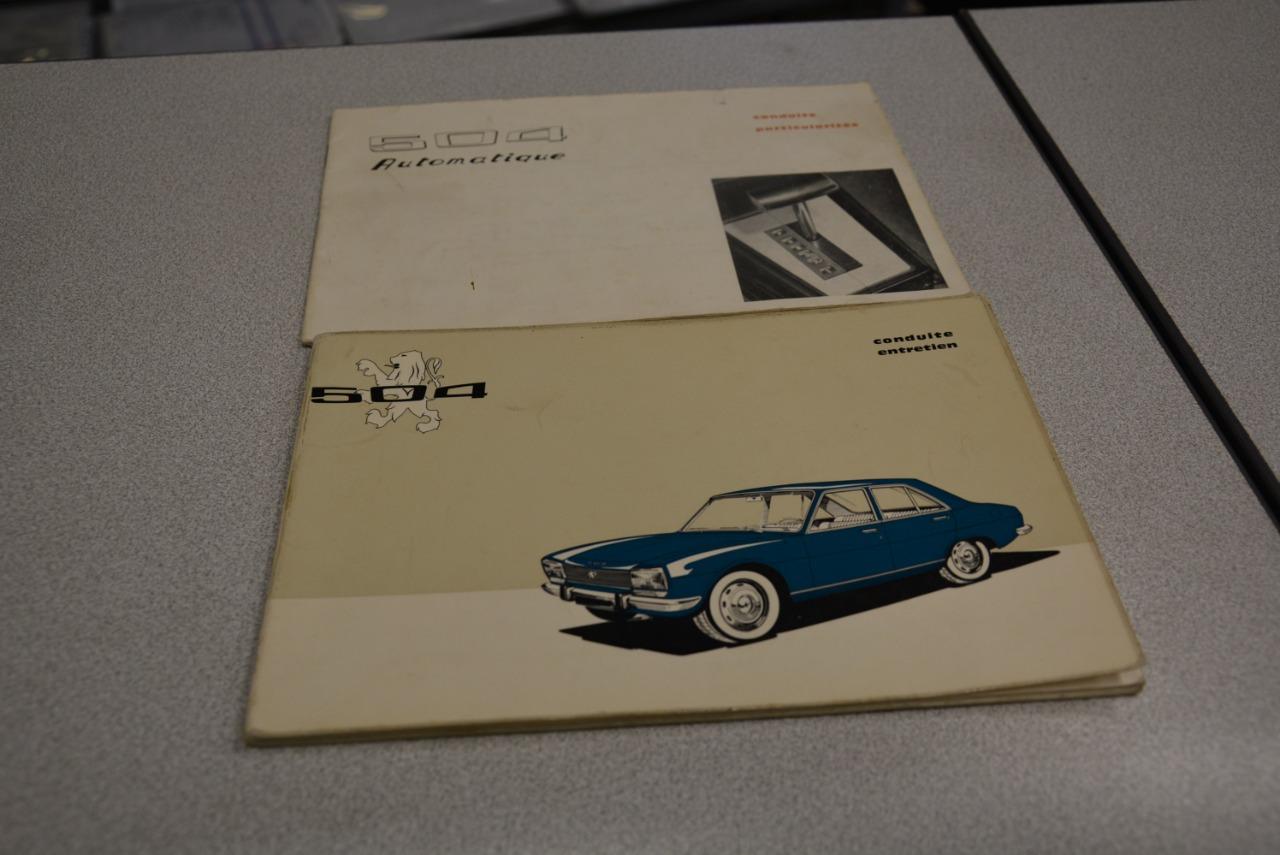 504
Automatique
conduite
particularités
504
conduite
entretien